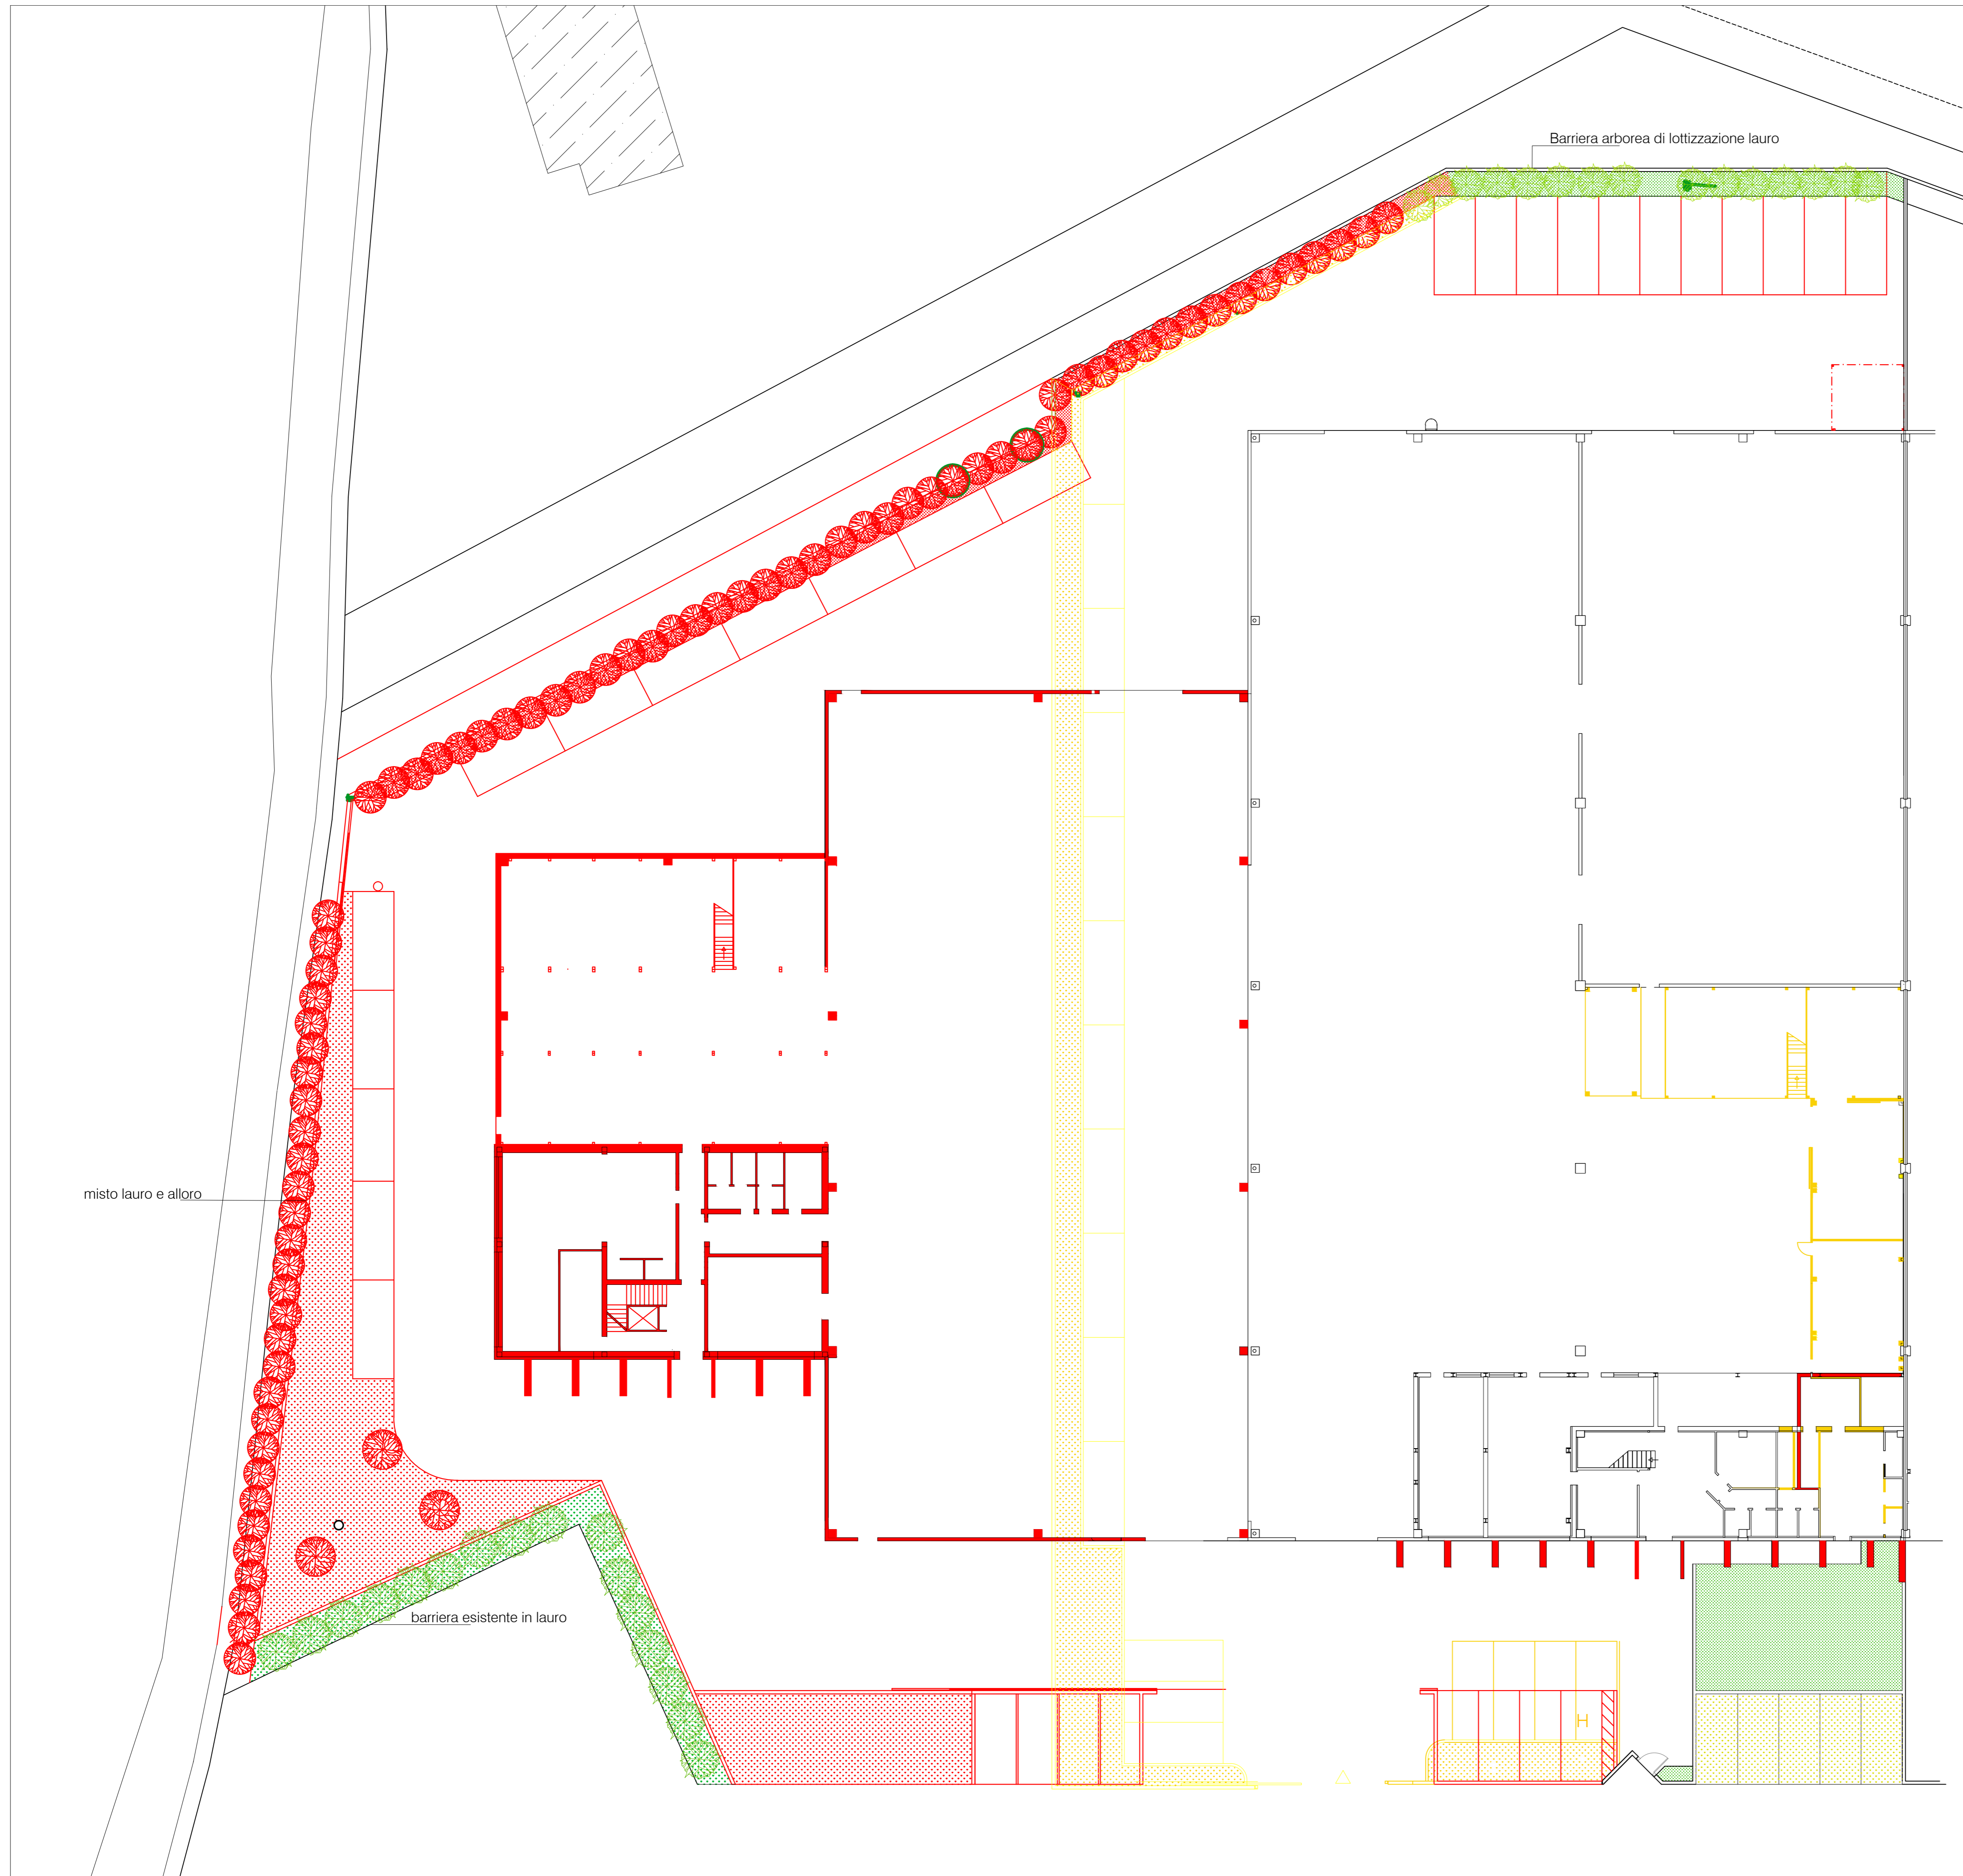 Barriera arborea di lottizzazione lauro
misto lauro e alloro
barriera esistente in lauro
H